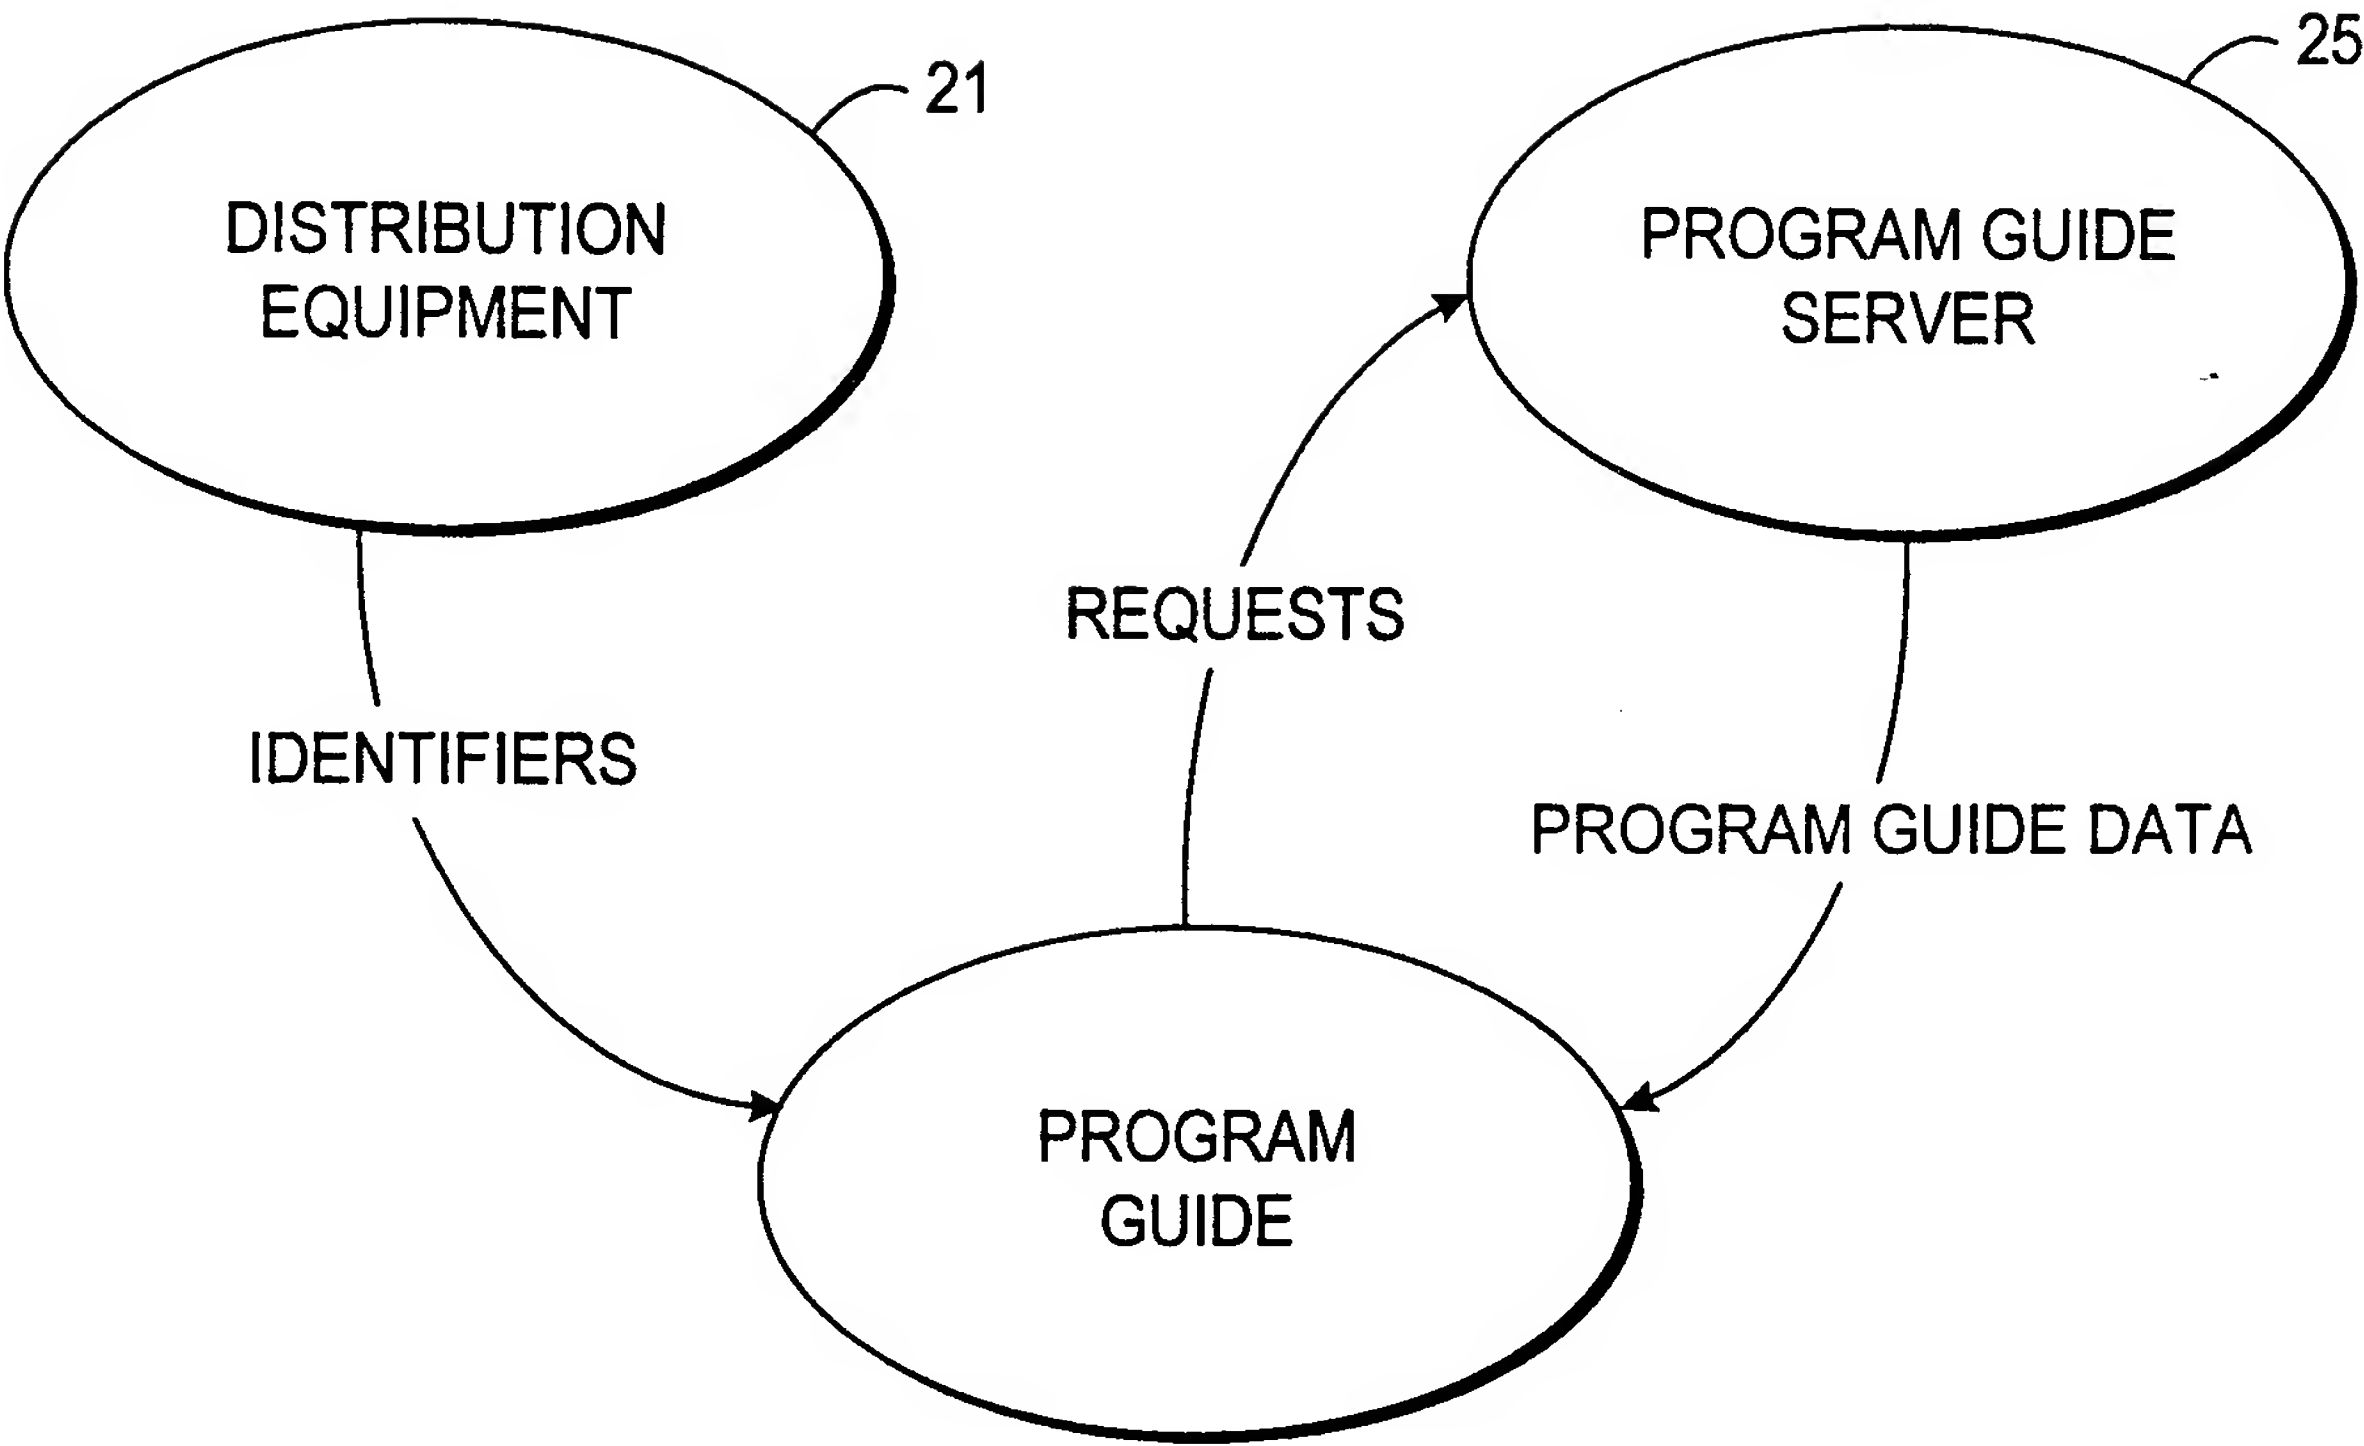 21
25
DISTRIBUTION
EQUIPMENT
PROGRAM GUIDE
SERVER
REQUESTS
IDENTIFIERS
PROGRAM GUIDE DATA
PROGRAM
GUIDE